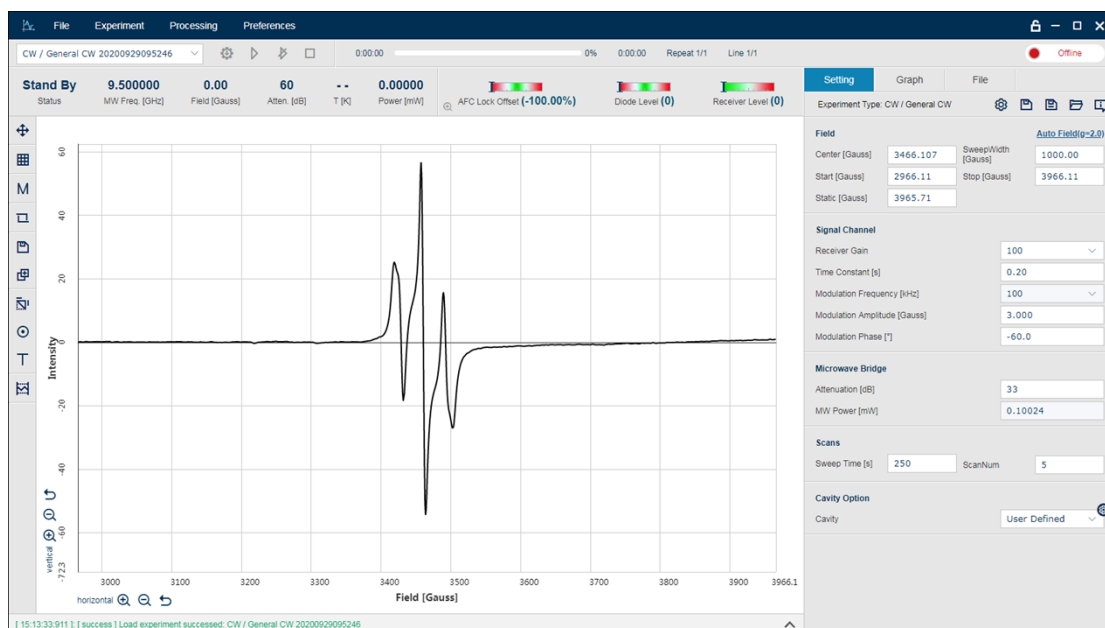 File Experiment Processing Preferences
CW / General CW 20200929095246 0:00:00 0% 0:00:00 Repeat 1/1 Line 1/1 Offline
Stand By 9.500000 0.00 60 -- 0.00000
Status MW Freq. [GHz] Field [Gauss] Atten. [dB] T [K] Power [mW] AFC Lock Offset (-100.00%) Diode Level (0) Receiver Level (0)
Setting Graph File
Experiment Type: CW / General CW
Field Auto Field(g=2.0)
Center [Gauss] 3466.107 SweepWidth [Gauss] 1000.00
Start [Gauss] 2966.11 Stop [Gauss] 3966.11
Static [Gauss] 3965.71
Signal Channel
Receiver Gain 100
Time Constant [s] 0.20
Modulation Frequency [kHz] 100
Modulation Amplitude [Gauss] 3.000
Modulation Phase [°] -60.0
Microwave Bridge
Attenuation [dB] 33
MW Power [mW] 0.10024
Scans
Sweep Time [s] 250 ScanNum 5
Cavity Option
Cavity User Defined
M
T
60
40
20
0
-20
-40
-60
-72.3
Intensity
vertical
3000 3100 3200 3300 3400 3500 3600 3700 3800 3900 3966.1
horizontal
Field [Gauss]
[ 15:13:33:911 ]: [ success ] Load experiment successed: CW / General CW 20200929095246